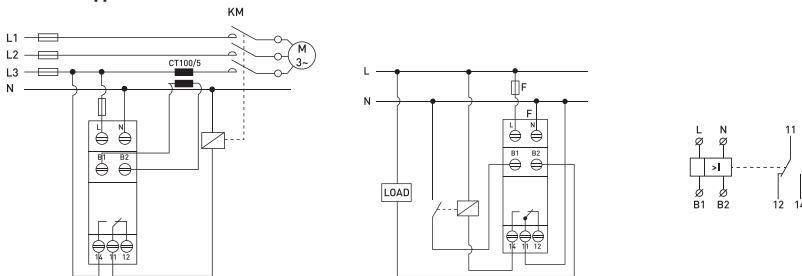 KM
L1
L2
L3
N
CT100/5
M
3~
L N
B1 B2
14 11 12
L
N
F
F
L N
B1 B2
LOAD
14 11 12
L N
11
>I
B1 B2
12 14